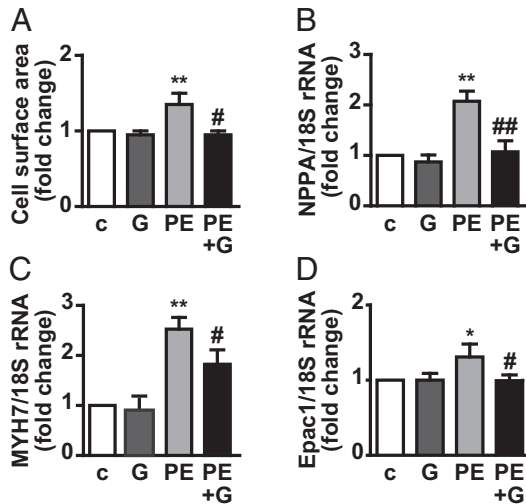 A
Cell surface area
(fold change)
2
1
0
**
#
c G PE PE
+G
B
NPPA/18S rRNA
(fold change)
3
2
1
0
**
##
c G PE PE
+G
C
MYH7/18S rRNA
(fold change)
3
2
1
0
**
#
c G PE PE
+G
D
Epac1/18S rRNA
(fold change)
2
1
0
*
#
c G PE PE
+G